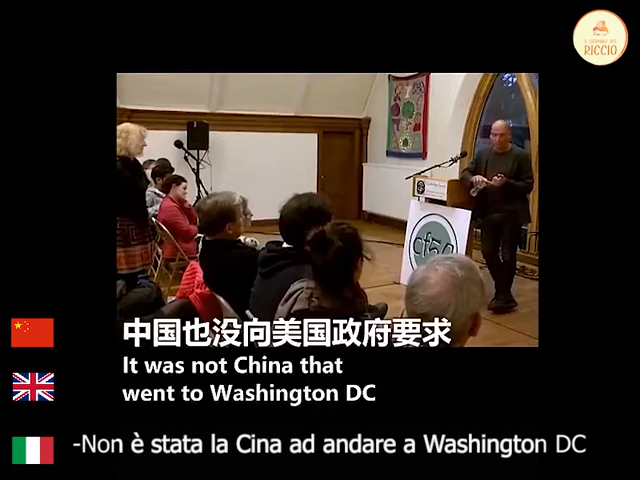 RICCIO
中国也没向美国政府要求
It was not China that
went to Washington DC
-Non è stata la Cina ad andare a Washington DC